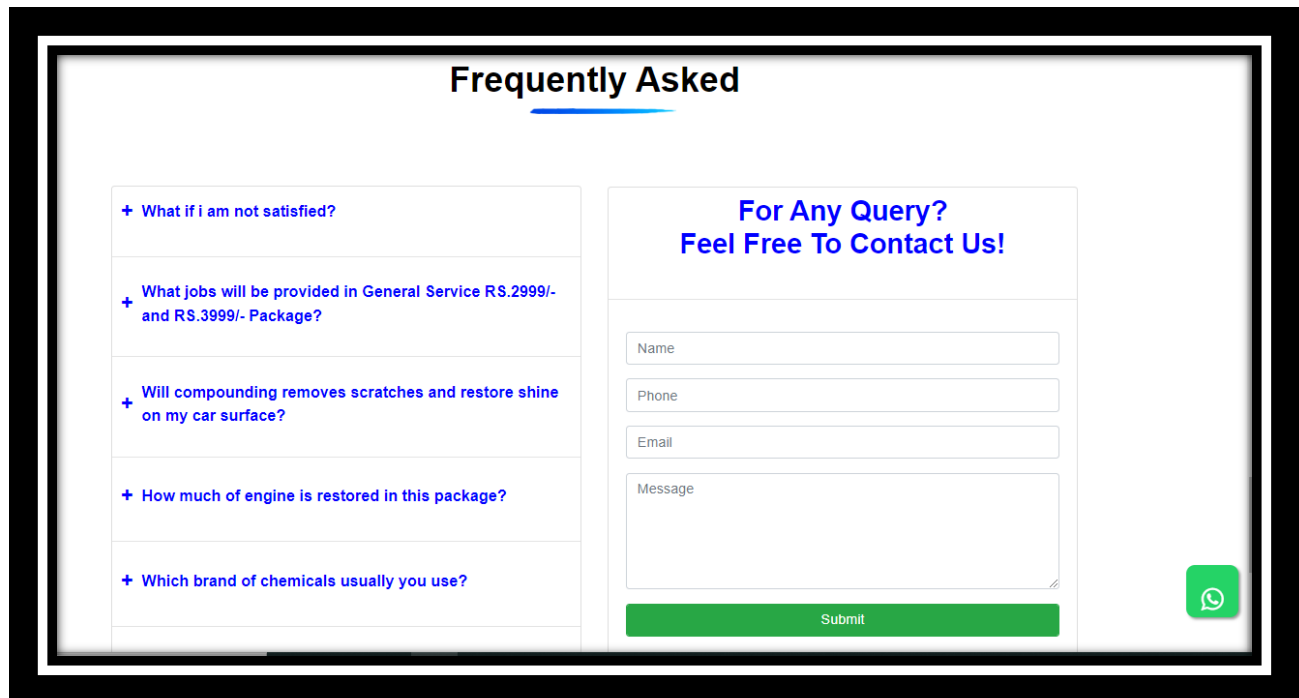 Frequently Asked
+ What if i am not satisfied?
+ What jobs will be provided in General Service RS.2999/-
and RS.3999/- Package?
+ Will compounding removes scratches and restore shine
on my car surface?
+ How much of engine is restored in this package?
+ Which brand of chemicals usually you use?
For Any Query?
Feel Free To Contact Us!
Name
Phone
Email
Message
Submit